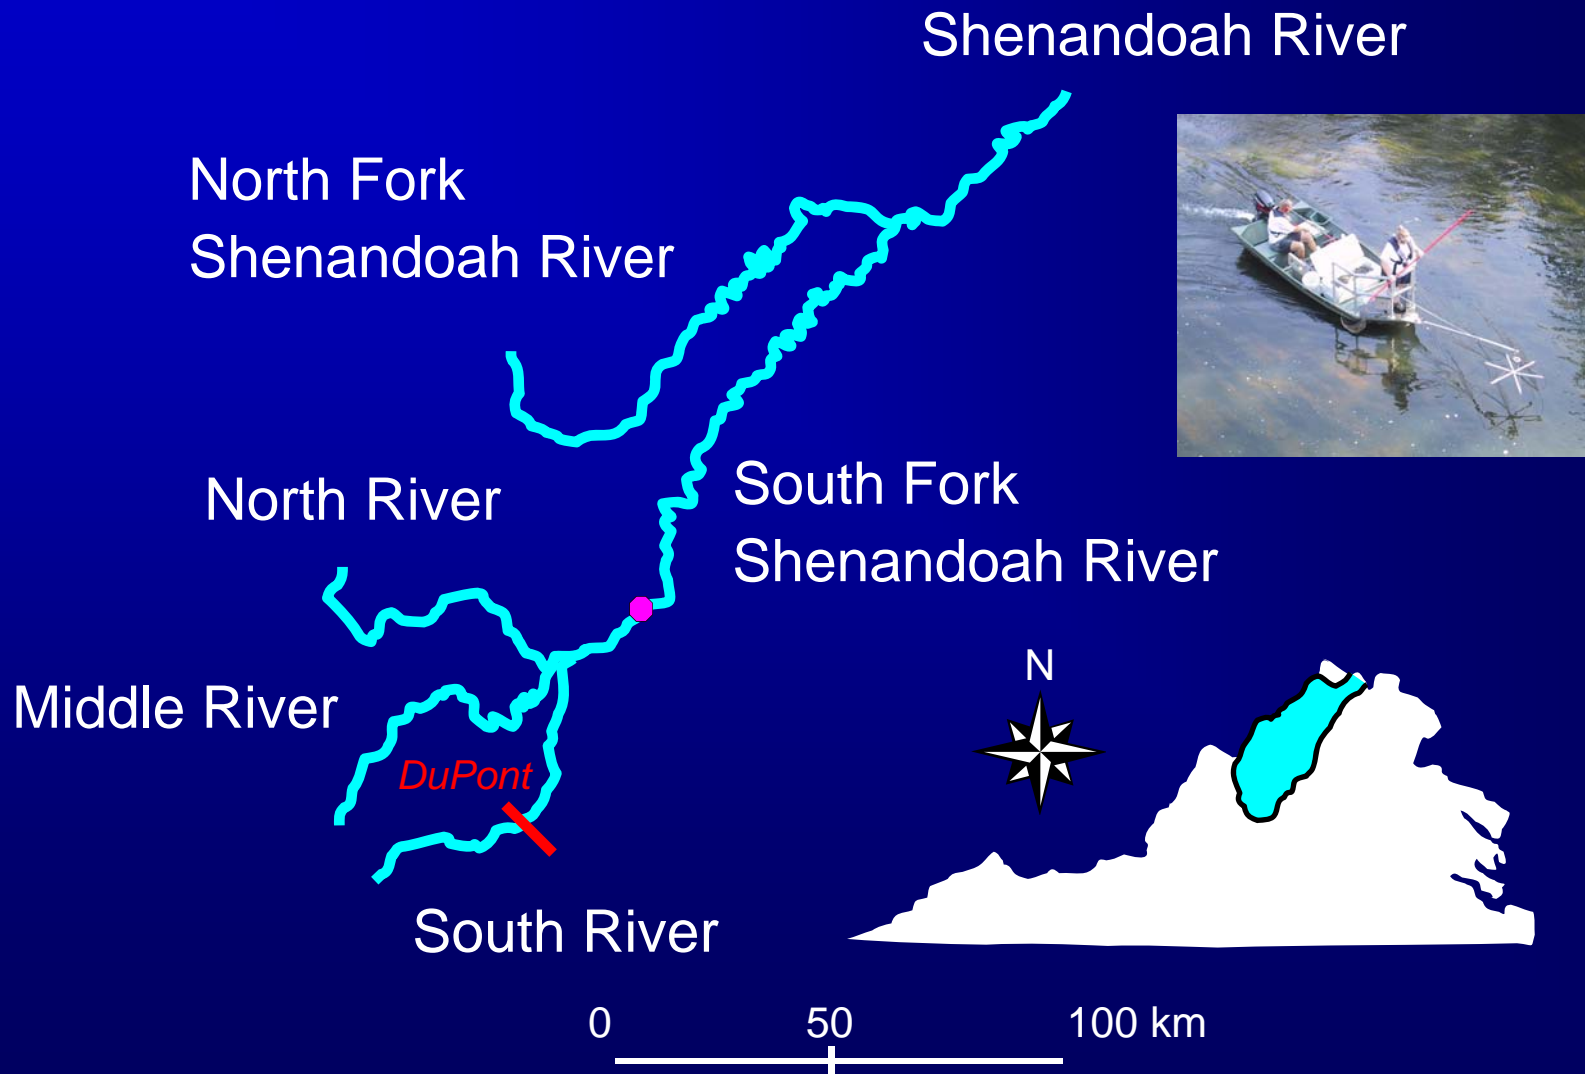 Shenandoah River
North Fork
Shenandoah River
South Fork
Shenandoah River
North River
N
Middle River
DuPont
South River
0 50 100 km